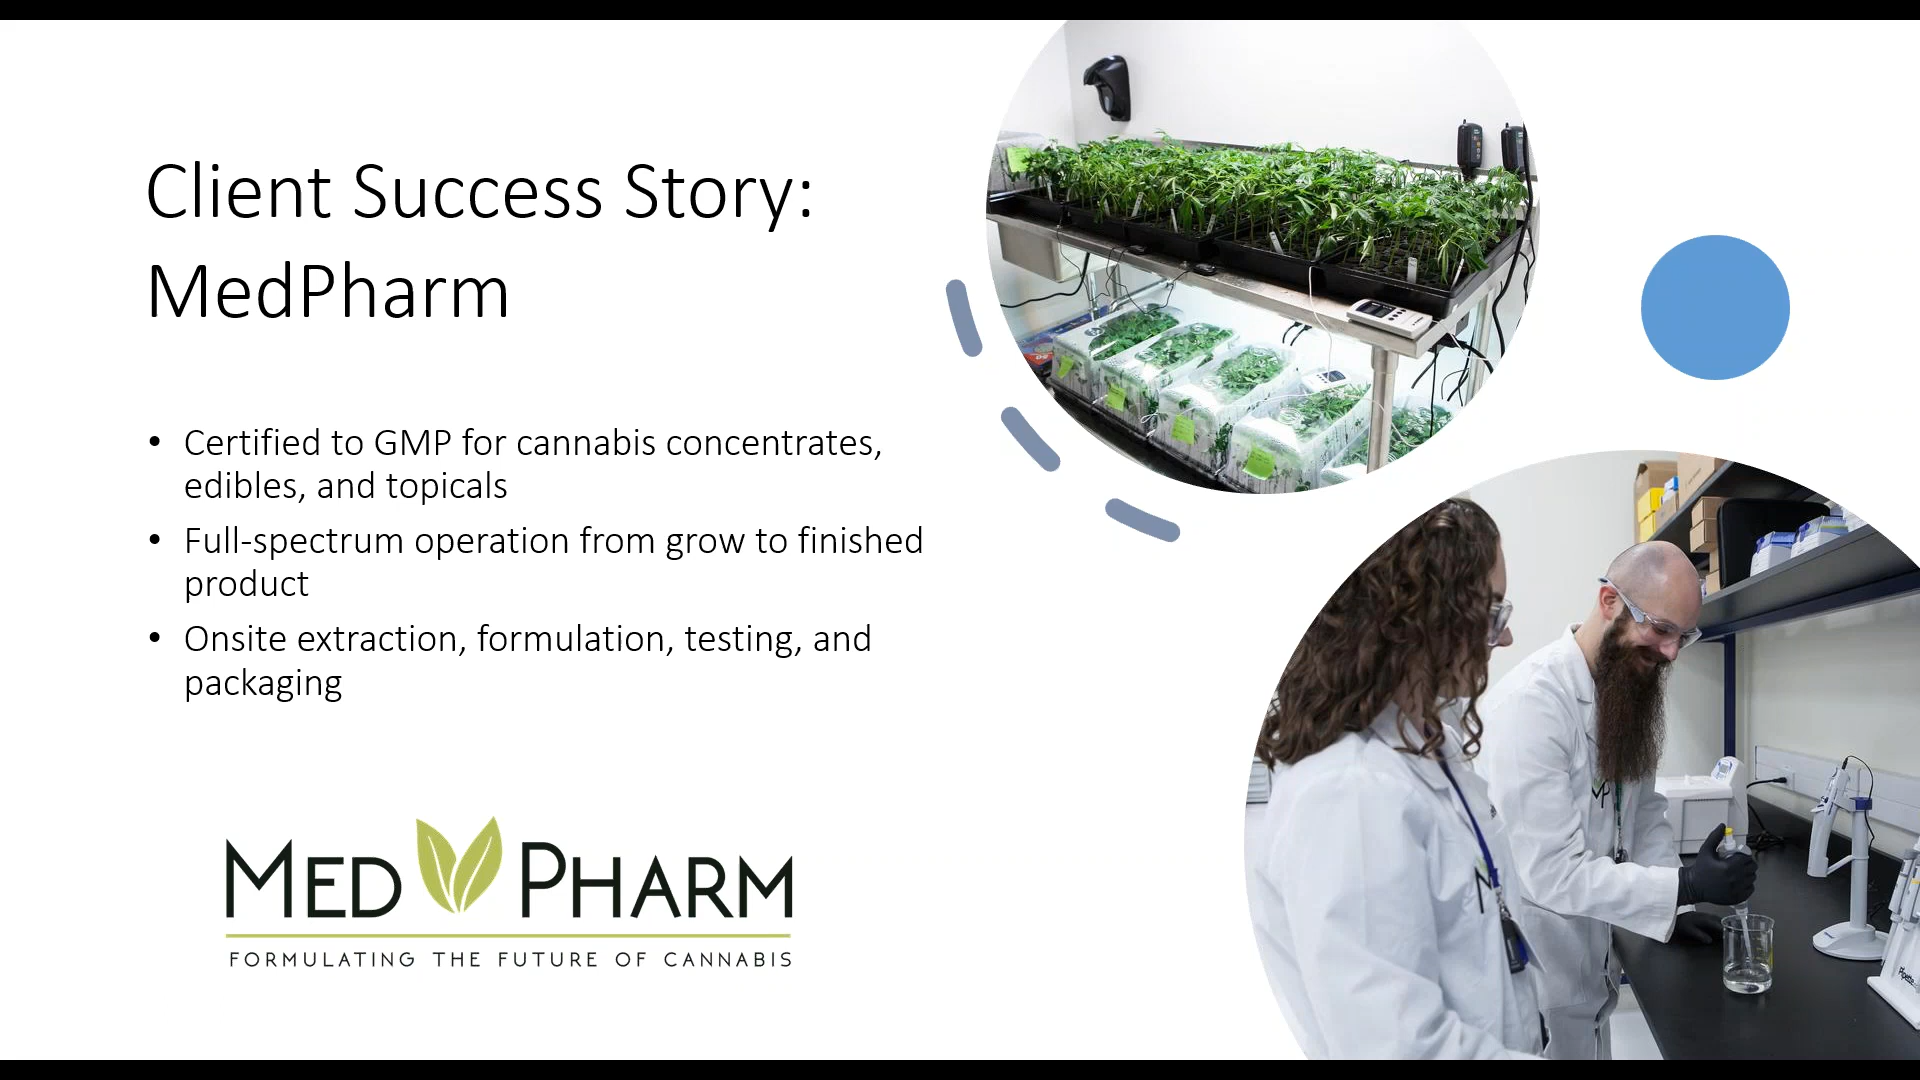 Client Success Story:
MedPharm
• Certified to GMP for cannabis concentrates,
edibles, and topicals
• Full-spectrum operation from grow to finished
product
• Onsite extraction, formulation, testing, and
packaging
MED PHARM
FORMULATING THE FUTURE OF CANNABIS